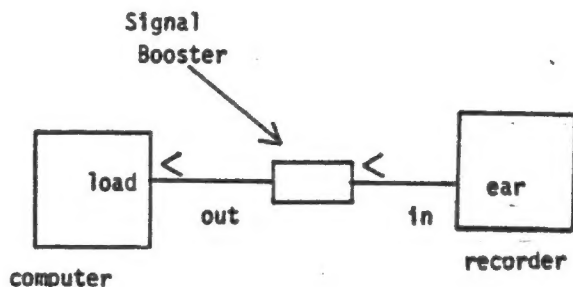 Signal
Booster
load
out
in
ear
computer
recorder